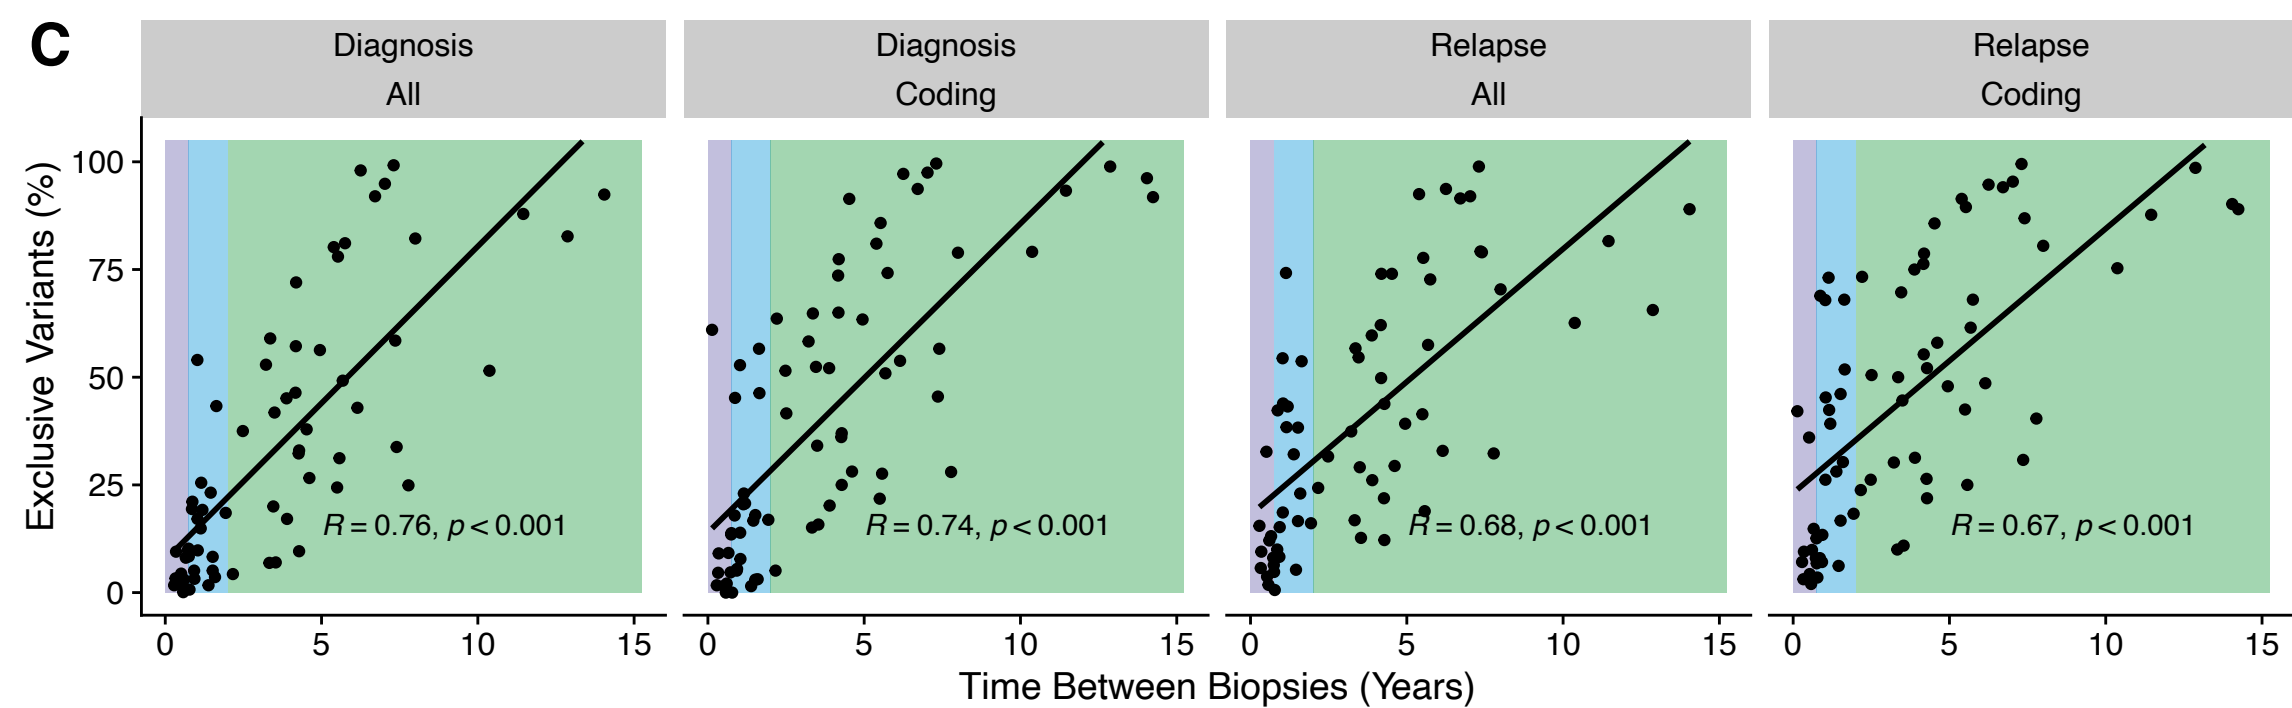 C
Diagnosis
All
Diagnosis
Coding
Relapse
All
Relapse
Coding
Exclusive Variants (%)
100
75
50
25
0
R = 0.76, p < 0.001
R = 0.74, p < 0.001
R = 0.68, p < 0.001
R = 0.67, p < 0.001
0 5 10 15
0 5 10 15
0 5 10 15
0 5 10 15
Time Between Biopsies (Years)